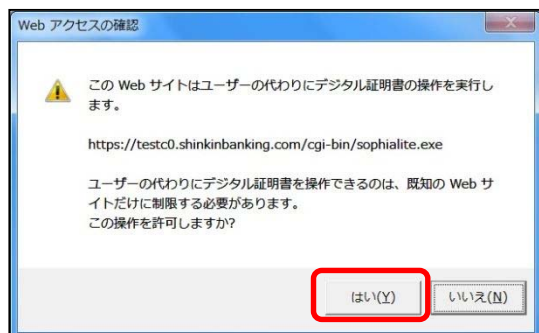 Web アクセスの確認
この Web サイトはユーザーの代わりにデジタル証明書の操作を実行し
ます。
https://testc0.shinkinbanking.com/cgi-bin/sophialite.exe
ユーザーの代わりにデジタル証明書を操作できるのは、既知の Web サ
イトだけに制限する必要があります。
この操作を許可しますか?
はい(Y) いいえ(N)